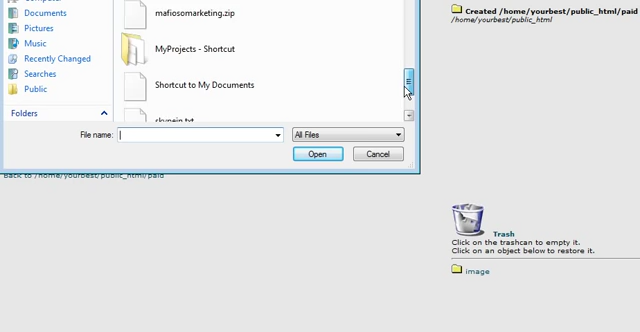 Documents
Pictures
Music
Recently Changed
Searches
Public
Folders
mafiosomarketing.zip
MyProjects - Shortcut
Shortcut to My Documents
skypein.txt
File name:
All Files
Open
Cancel
Back to /home/yourbest/public_html/paid
Created /home/yourbest/public_html/paid
/home/yourbest/public_html
Trash
Click on the trashcan to empty it.
Click on an object below to restore it.
image